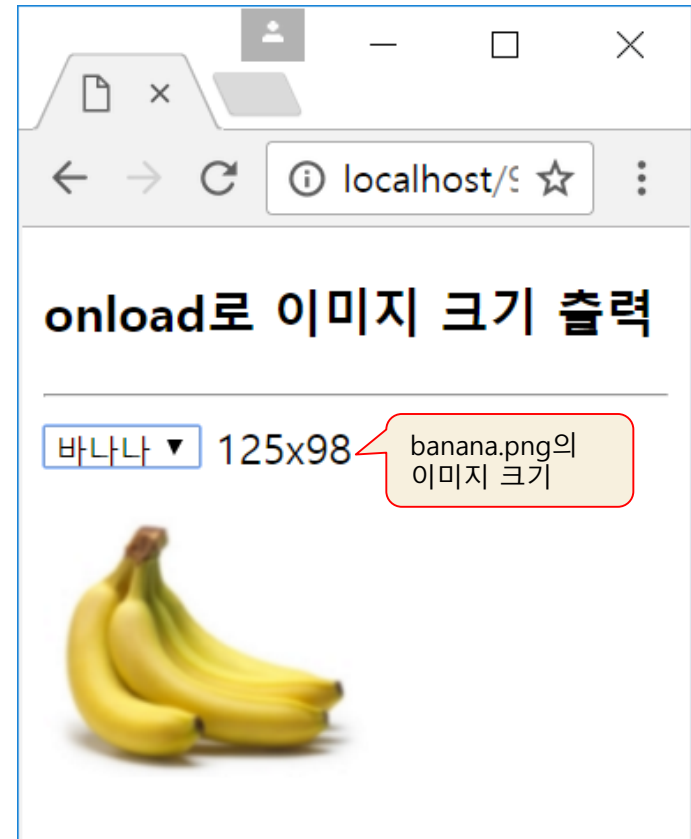 localhost/9
onload로 이미지 크기 출력
바나나 ▼ 125x98
banana.png의
이미지 크기